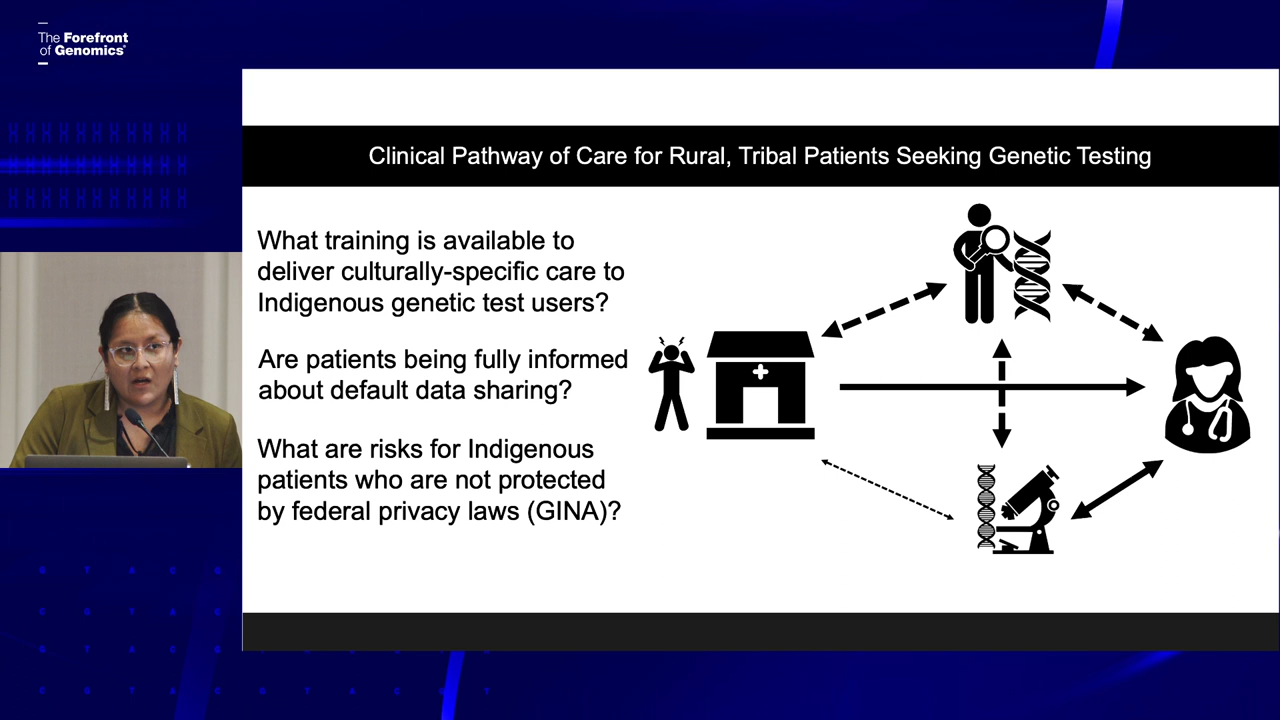 The Forefront
of Genomics®
Clinical Pathway of Care for Rural, Tribal Patients Seeking Genetic Testing
What training is available to
deliver culturally-specific care to
Indigenous genetic test users?
Are patients being fully informed
about default data sharing?
What are risks for Indigenous
patients who are not protected
by federal privacy laws (GINA)?